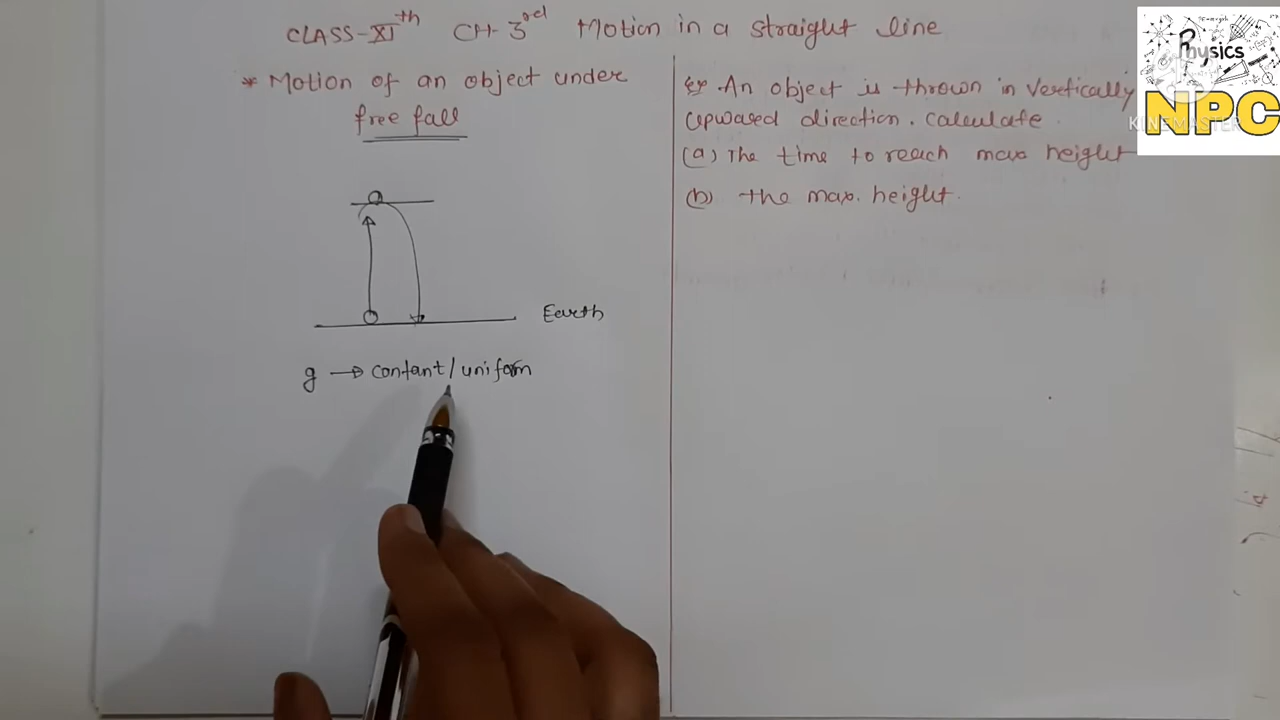 CLASS-XIth CH-3rd Motion in a straight line
* Motion of an object under
free fall
Earth
g → contant/uniform
Ex. An object is thrown in vertically
upward direction. calculate
(a) The time to reach max height
(b) the max. height.
Physics
NPC
KINEMASTER